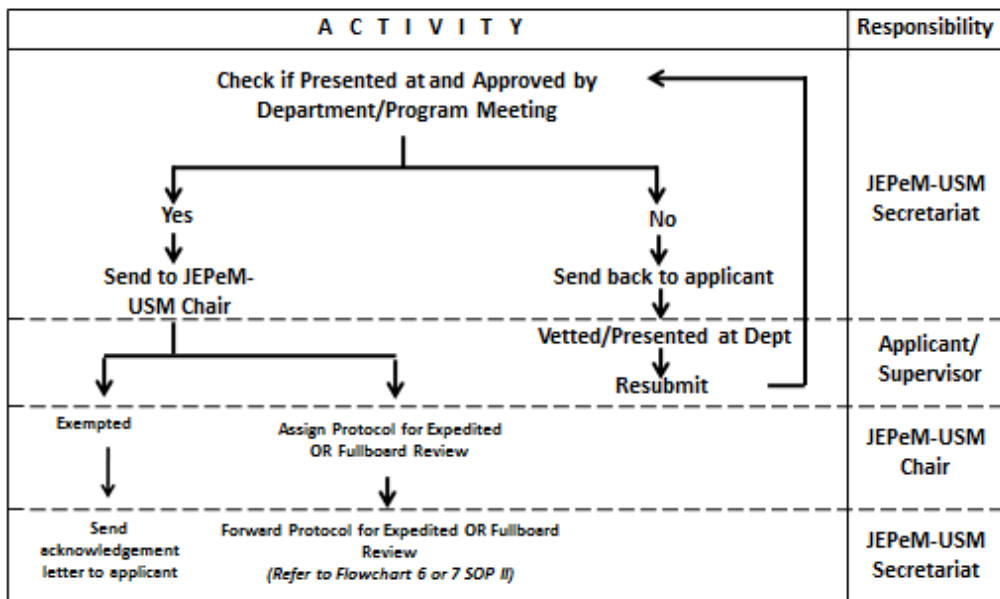 A C T I V I T Y
Responsibility
Check if Presented at and Approved by
Department/Program Meeting
JEPeM-USM
Secretariat
Yes
No
Send to JEPeM-
USM Chair
Send back to applicant
Vetted/Presented at Dept
Resubmit
Applicant/
Supervisor
Exempted
Assign Protocol for Expedited
OR Fullboard Review
JEPeM-USM
Chair
Send
acknowledgement
letter to applicant
Forward Protocol for Expedited OR Fullboard
Review
(Refer to Flowchart 6 or 7 SOP II)
JEPeM-USM
Secretariat